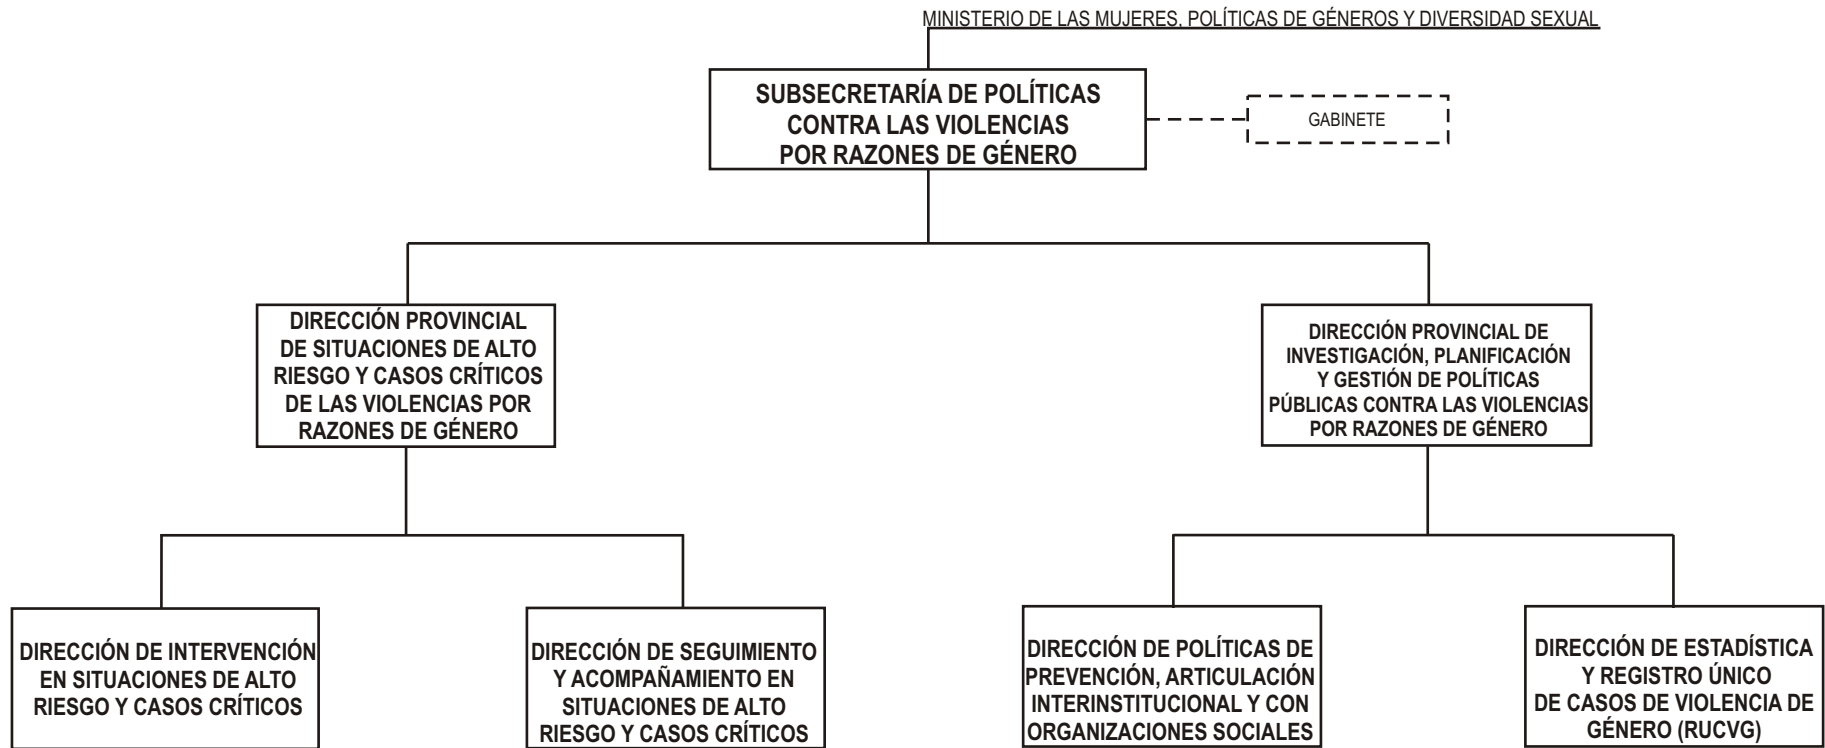 MINISTERIO DE LAS MUJERES, POLÍTICAS DE GÉNEROS Y DIVERSIDAD SEXUAL
SUBSECRETARÍA DE POLÍTICAS
CONTRA LAS VIOLENCIAS
POR RAZONES DE GÉNERO
GABINETE
DIRECCIÓN PROVINCIAL
DE SITUACIONES DE ALTO
RIESGO Y CASOS CRÍTICOS
DE LAS VIOLENCIAS POR
RAZONES DE GÉNERO
DIRECCIÓN PROVINCIAL DE
INVESTIGACIÓN, PLANIFICACIÓN
Y GESTIÓN DE POLÍTICAS
PÚBLICAS CONTRA LAS VIOLENCIAS
POR RAZONES DE GÉNERO
DIRECCIÓN DE INTERVENCIÓN
EN SITUACIONES DE ALTO
RIESGO Y CASOS CRÍTICOS
DIRECCIÓN DE SEGUIMIENTO
Y ACOMPAÑAMIENTO EN
SITUACIONES DE ALTO
RIESGO Y CASOS CRÍTICOS
DIRECCIÓN DE POLÍTICAS DE
PREVENCIÓN, ARTICULACIÓN
INTERINSTITUCIONAL Y CON
ORGANIZACIONES SOCIALES
DIRECCIÓN DE ESTADÍSTICA
Y REGISTRO ÚNICO
DE CASOS DE VIOLENCIA DE
GÉNERO (RUCVG)